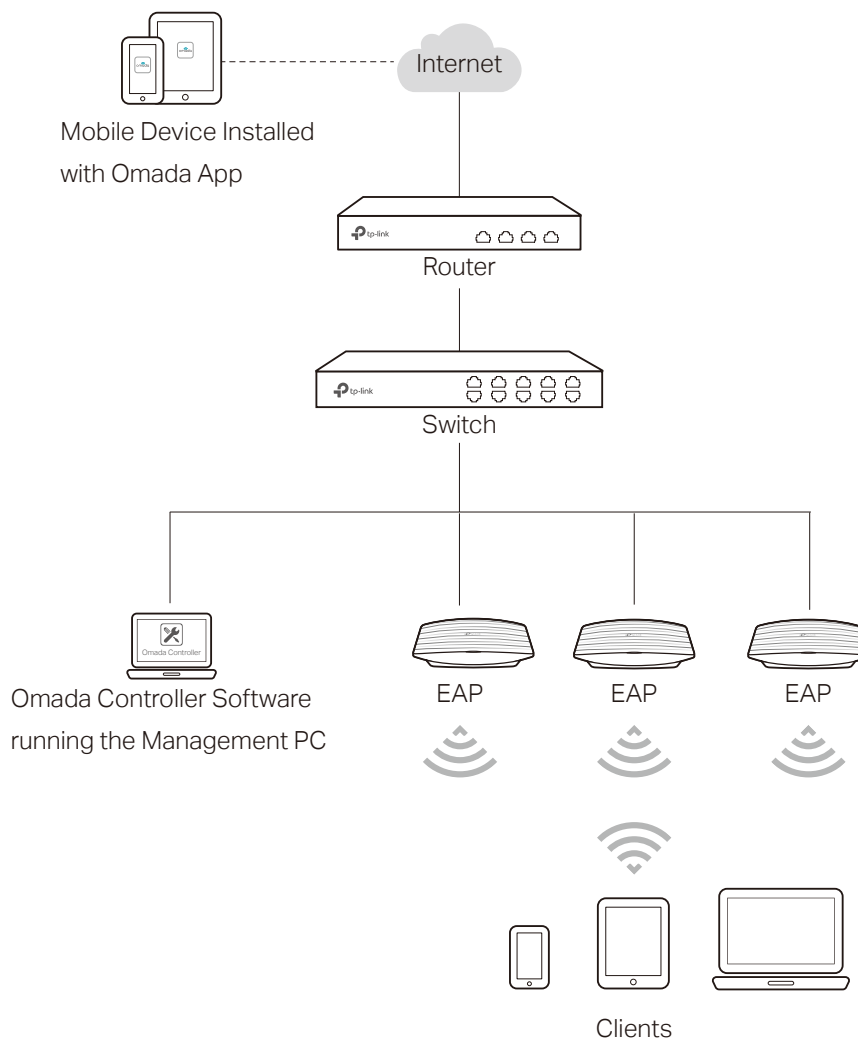 Internet
Mobile Device Installed
with Omada App
tp-link
Router
tp-link
Switch
Omada Controller
Omada Controller Software
running the Management PC
EAP
EAP
EAP
Clients